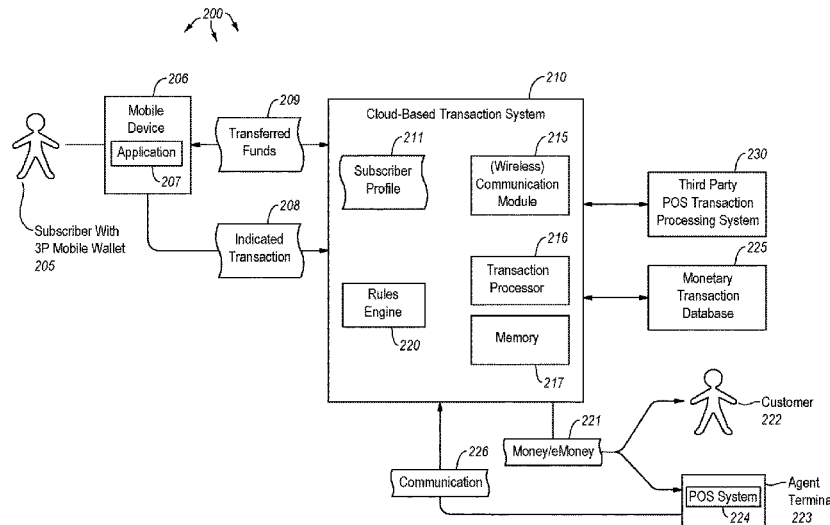 200
206
Mobile
Device
Application
207
209
Transferred
Funds
208
Indicated
Transaction
Subscriber With
3P Mobile Wallet
205
210
Cloud-Based Transaction System
211
Subscriber
Profile
215
(Wireless)
Communication
Module
216
Transaction
Processor
Rules
Engine
220
Memory
217
230
Third Party
POS Transaction
Processing System
225
Monetary
Transaction
Database
221
Money/eMoney
Customer
222
226
Communication
POS System
224
Agent
Termina
223